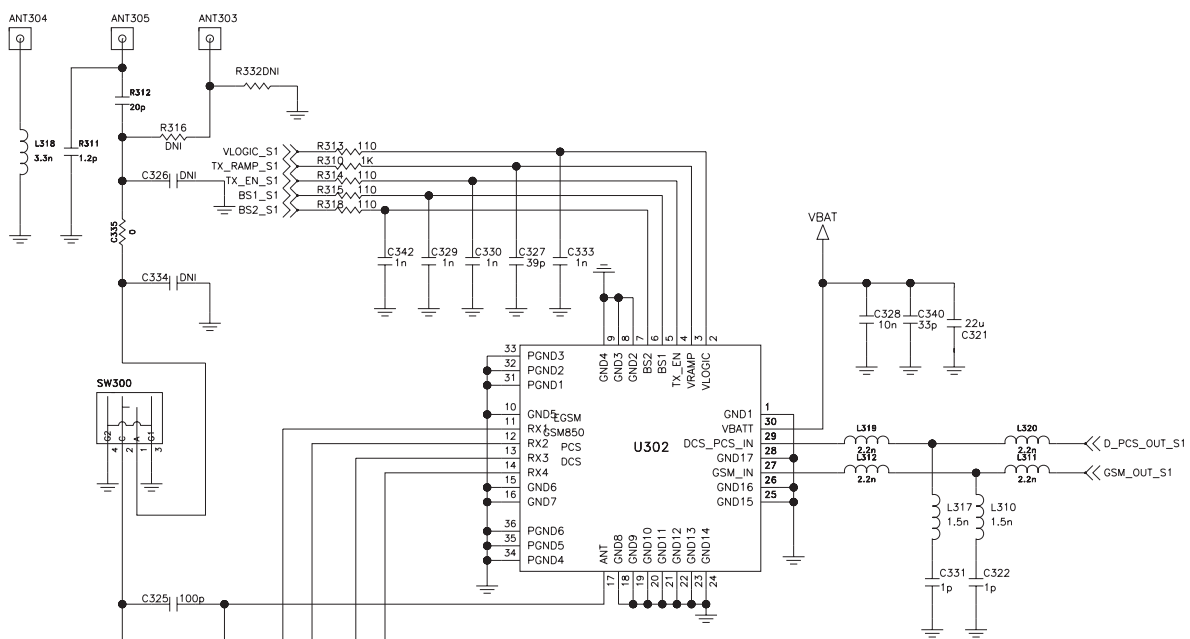 ANT304 ANT305 ANT303
R332DNI
R312
20p
R316
DNI
L318
3.3n
R311
1.2p
C326 DNI
C335
0
C334 DNI
VLOGIC_S1 R313 110
TX_RAMP_S1 R310 1K
TX_EN_S1 R314 110
BS1_S1 R315 110
BS2_S1 R318 110
C342
1n
C329
1n
C330
1n
C327
39p
C333
1n
VBAT
C328
10n
C340
33p
22u
C321
9 8 7 6 5 4 3 2
GND4 GND3 GND2 BS2 BS1 TX_EN VRAMP VLOGIC
33 PGND3
32 PGND2
31 PGND1
10 GND5
11 RX1 EGSM
12 RX2 GSM850
13 RX3 PCS
14 RX4 DCS
15 GND6
16 GND7
36 PGND6
35 PGND5
34 PGND4
U302
GND1 1
VBATT 30
DCS_PCS_IN 29
GND17 28
GSM_IN 27
GND16 26
GND15 25
ANT GND8 GND9 GND10 GND11 GND12 GND13 GND14
17 18 19 20 21 22 23 24
L319
2.2n
L320
2.2n
D_PCS_OUT_S1
L312
2.2n
L311
2.2n
GSM_OUT_S1
L317
1.5n
L310
1.5n
C331
1p
C322
1p
SW300
G2 C A G1
4 2 1 3
C325 100p